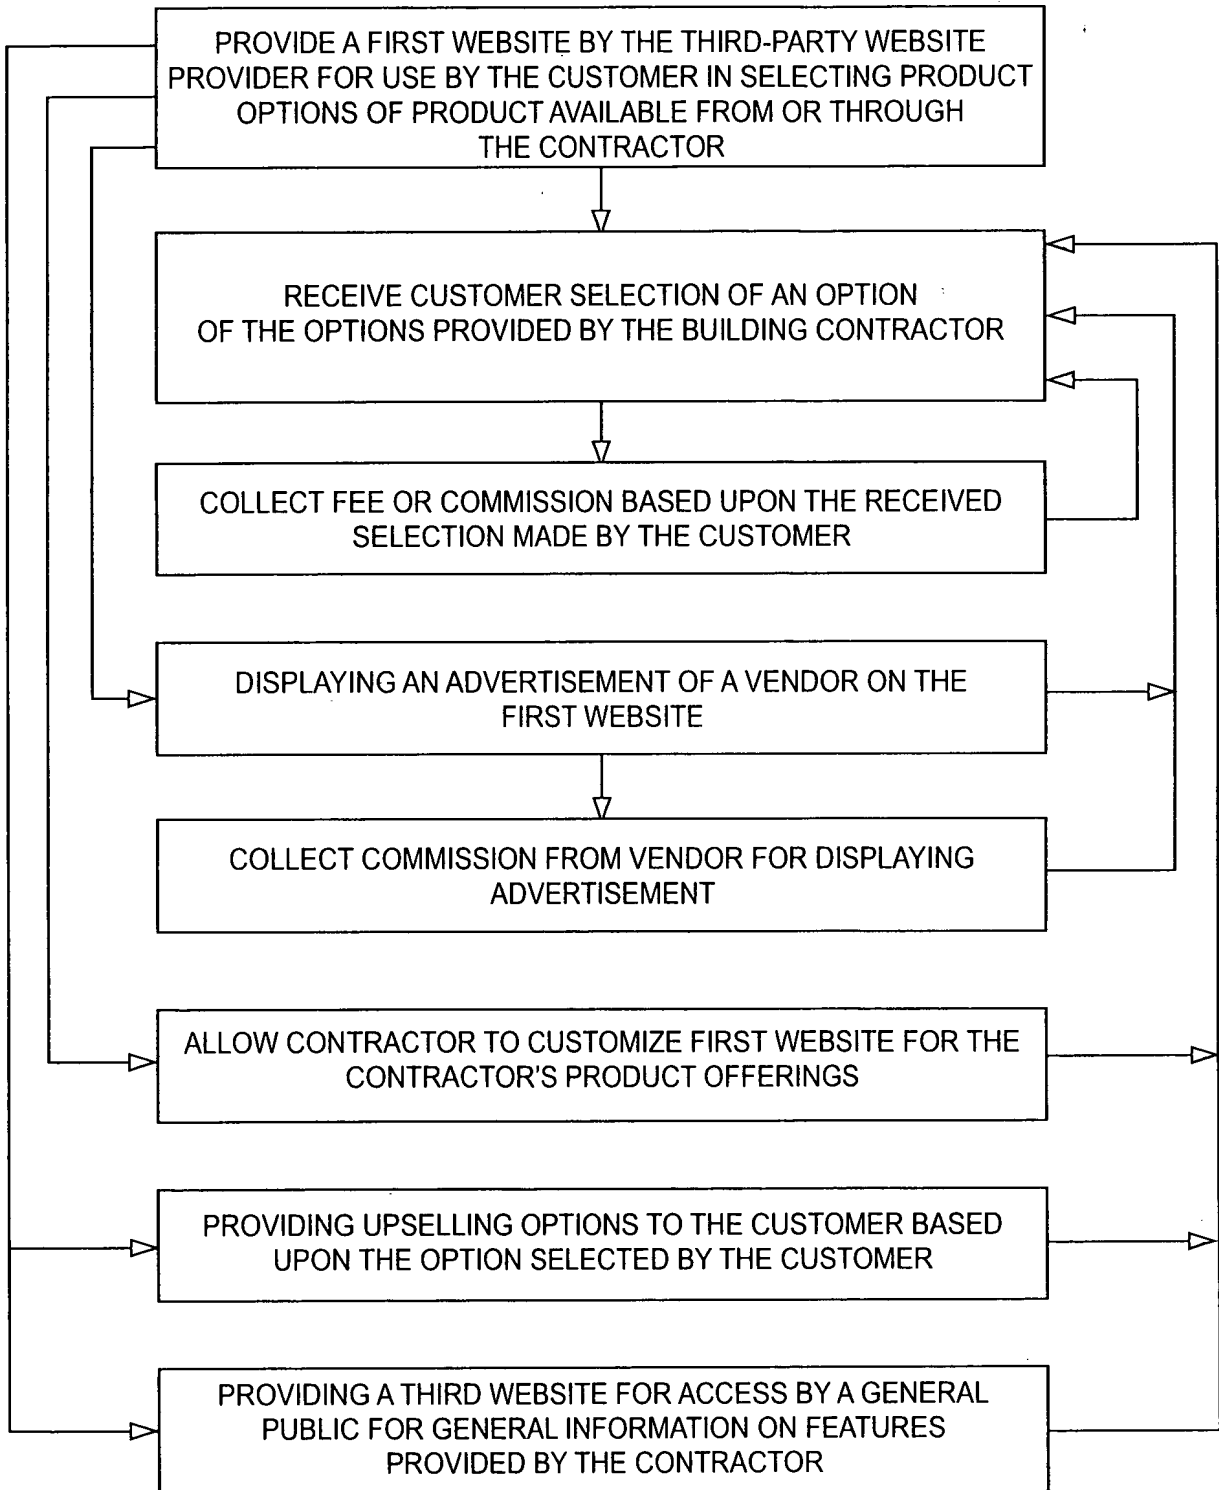 PROVIDE A FIRST WEBSITE BY THE THIRD-PARTY WEBSITE
PROVIDER FOR USE BY THE CUSTOMER IN SELECTING PRODUCT
OPTIONS OF PRODUCT AVAILABLE FROM OR THROUGH
THE CONTRACTOR
RECEIVE CUSTOMER SELECTION OF AN OPTION
OF THE OPTIONS PROVIDED BY THE BUILDING CONTRACTOR
COLLECT FEE OR COMMISSION BASED UPON THE RECEIVED
SELECTION MADE BY THE CUSTOMER
DISPLAYING AN ADVERTISEMENT OF A VENDOR ON THE
FIRST WEBSITE
COLLECT COMMISSION FROM VENDOR FOR DISPLAYING
ADVERTISEMENT
ALLOW CONTRACTOR TO CUSTOMIZE FIRST WEBSITE FOR THE
CONTRACTOR'S PRODUCT OFFERINGS
PROVIDING UPSELLING OPTIONS TO THE CUSTOMER BASED
UPON THE OPTION SELECTED BY THE CUSTOMER
PROVIDING A THIRD WEBSITE FOR ACCESS BY A GENERAL
PUBLIC FOR GENERAL INFORMATION ON FEATURES
PROVIDED BY THE CONTRACTOR